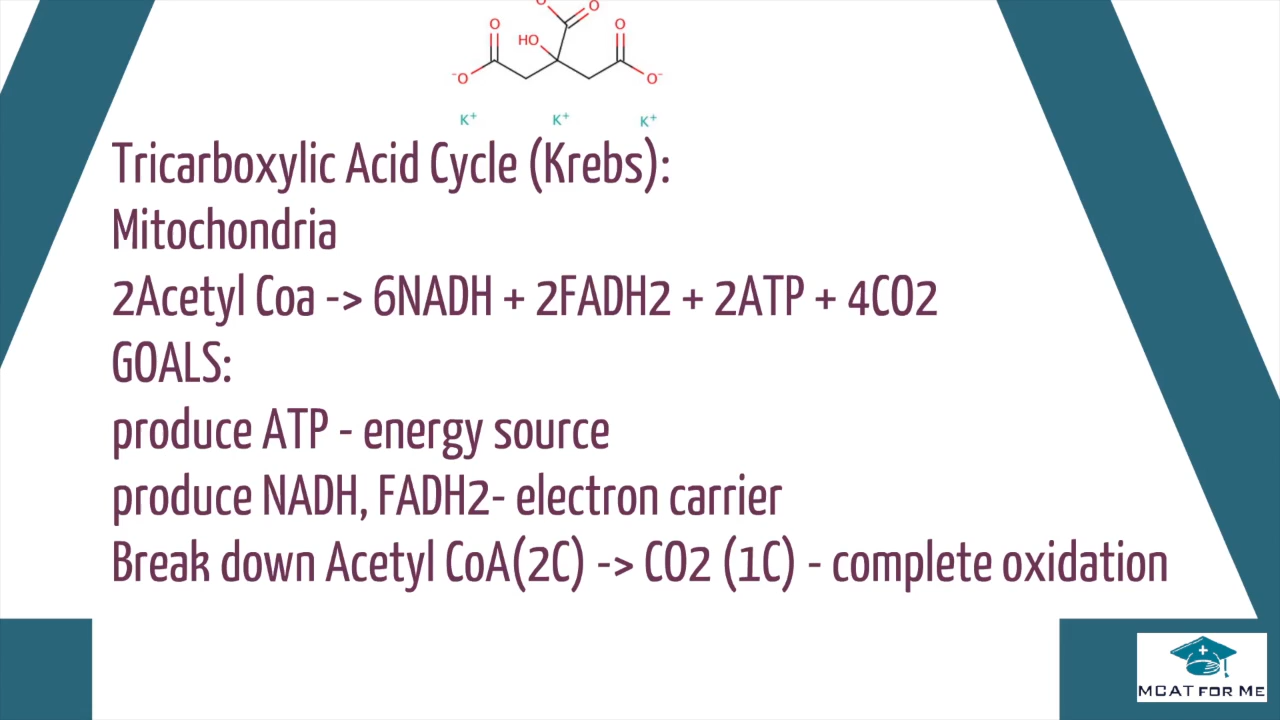 O O
O HO O
⁻O O⁻
K⁺ K⁺ K⁺
Tricarboxylic Acid Cycle (Krebs):
Mitochondria
2Acetyl Coa -> 6NADH + 2FADH2 + 2ATP + 4CO2
GOALS:
produce ATP - energy source
produce NADH, FADH2- electron carrier
Break down Acetyl CoA(2C) -> CO2 (1C) - complete oxidation
MCAT FOR ME